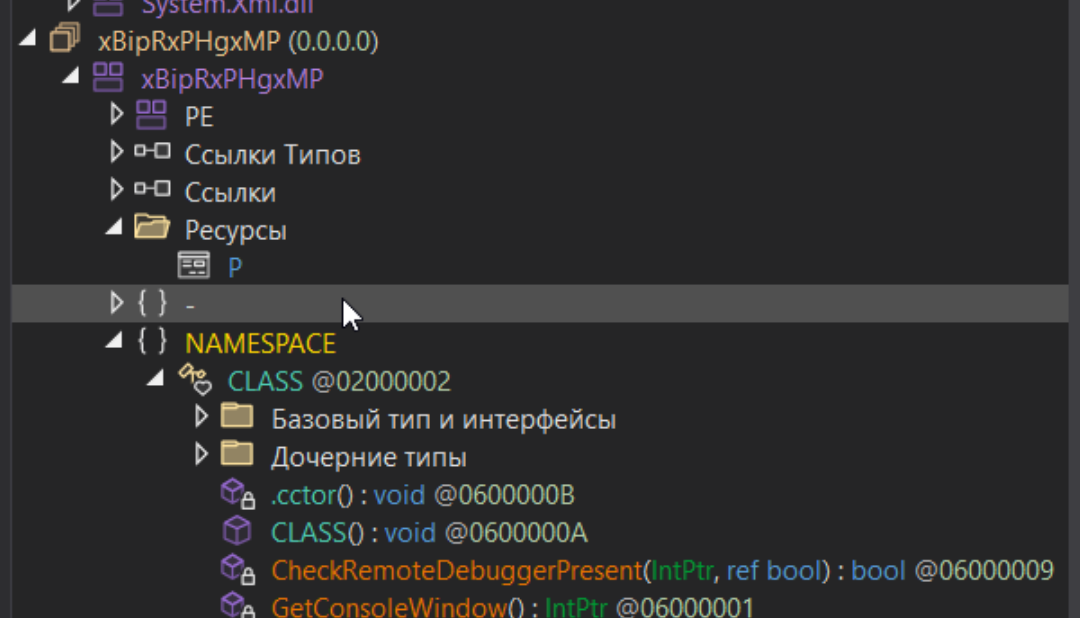 System.Xml.dll
xBipRxPHgxMP (0.0.0.0)
xBipRxPHgxMP
PE
Ссылки Типов
Ссылки
Ресурсы
P
{ } -
{ } NAMESPACE
CLASS @02000002
Базовый тип и интерфейсы
Дочерние типы
.cctor() : void @0600000B
CLASS() : void @0600000A
CheckRemoteDebuggerPresent(IntPtr, ref bool) : bool @06000009
GetConsoleWindow() : IntPtr @06000001